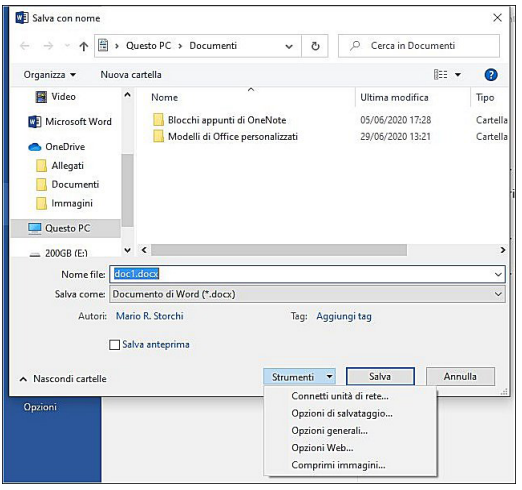 Salva con nome
Questo PC > Documenti
Cerca in Documenti
Organizza
Nuova cartella
Nome
Ultima modifica
Tipo
Video
Microsoft Word
OneDrive
Allegati
Documenti
Immagini
Questo PC
200GB (E:)
Blocchi appunti di OneNote 05/06/2020 17:28 Cartella
Modelli di Office personalizzati 29/06/2020 13:21 Cartella
Nome file: doc1.docx
Salva come: Documento di Word (*.docx)
Autori: Mario R. Storchi Tag: Aggiungi tag
Salva anteprima
Nascondi cartelle
Strumenti
Salva
Annulla
Connetti unità di rete...
Opzioni di salvataggio...
Opzioni generali...
Opzioni Web...
Comprimi immagini...
Opzioni